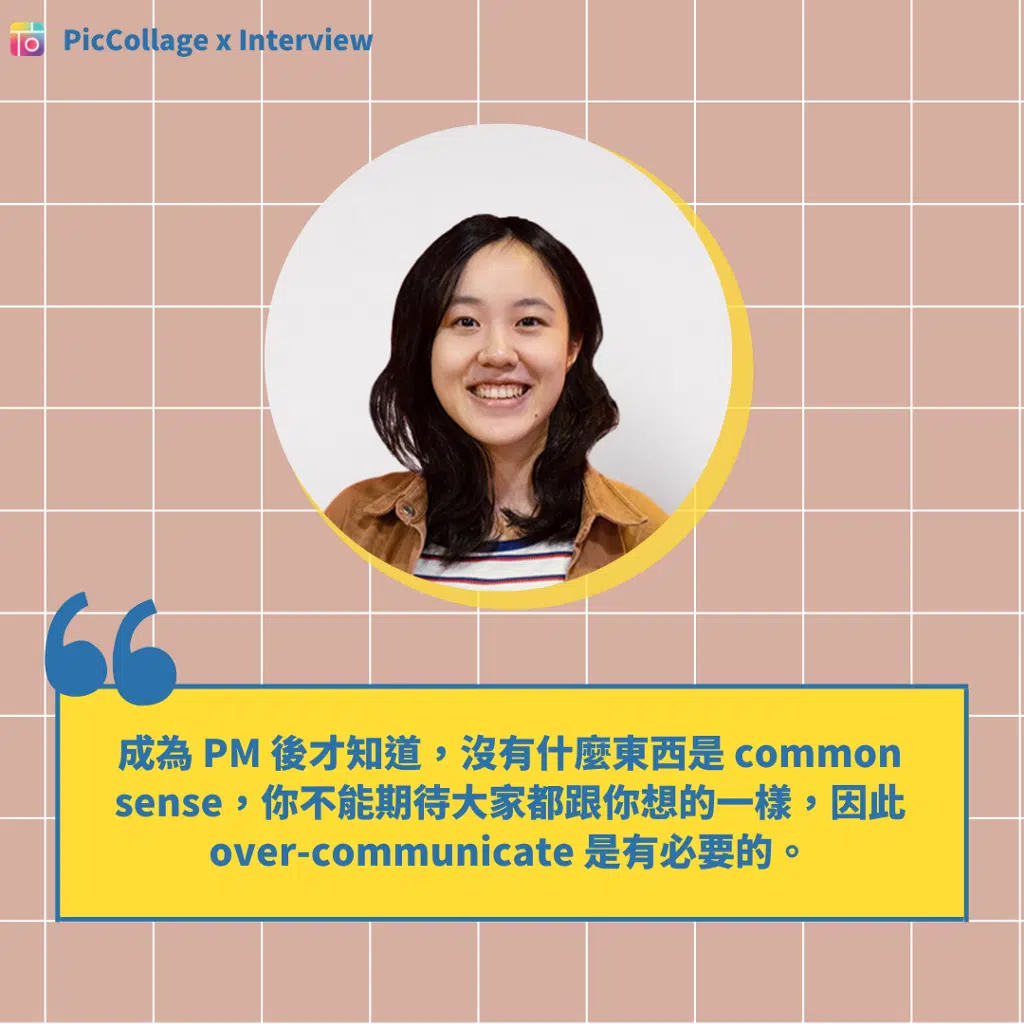 PicCollage x Interview
成為 PM 後才知道，沒有什麼東西是 common
sense，你不能期待大家都跟你想的一樣，因此
over-communicate 是有必要的。